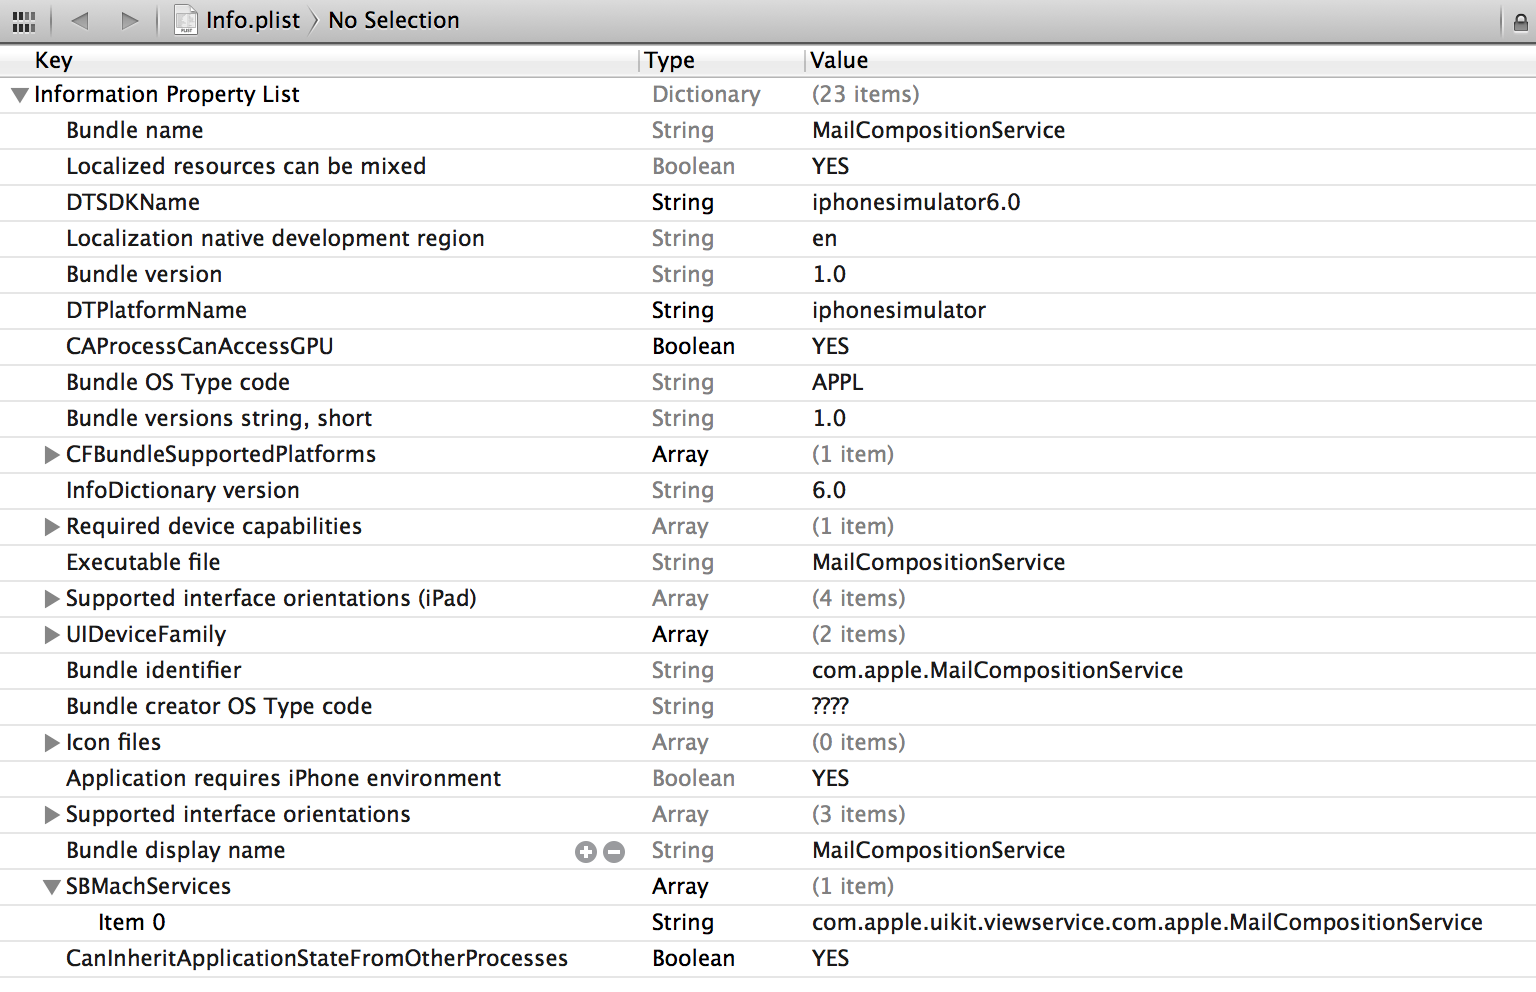 Info.plist No Selection
Key Type Value
Information Property List Dictionary (23 items)
Bundle name String MailCompositionService
Localized resources can be mixed Boolean YES
DTSDKName String iphonesimulator6.0
Localization native development region String en
Bundle version String 1.0
DTPlatformName String iphonesimulator
CAProcessCanAccessGPU Boolean YES
Bundle OS Type code String APPL
Bundle versions string, short String 1.0
CFBundleSupportedPlatforms Array (1 item)
InfoDictionary version String 6.0
Required device capabilities Array (1 item)
Executable file String MailCompositionService
Supported interface orientations (iPad) Array (4 items)
UIDeviceFamily Array (2 items)
Bundle identifier String com.apple.MailCompositionService
Bundle creator OS Type code String ????
Icon files Array (0 items)
Application requires iPhone environment Boolean YES
Supported interface orientations Array (3 items)
Bundle display name String MailCompositionService
SBMachServices Array (1 item)
Item 0 String com.apple.uikit.viewservice.com.apple.MailCompositionService
CanInheritApplicationStateFromOtherProcesses Boolean YES